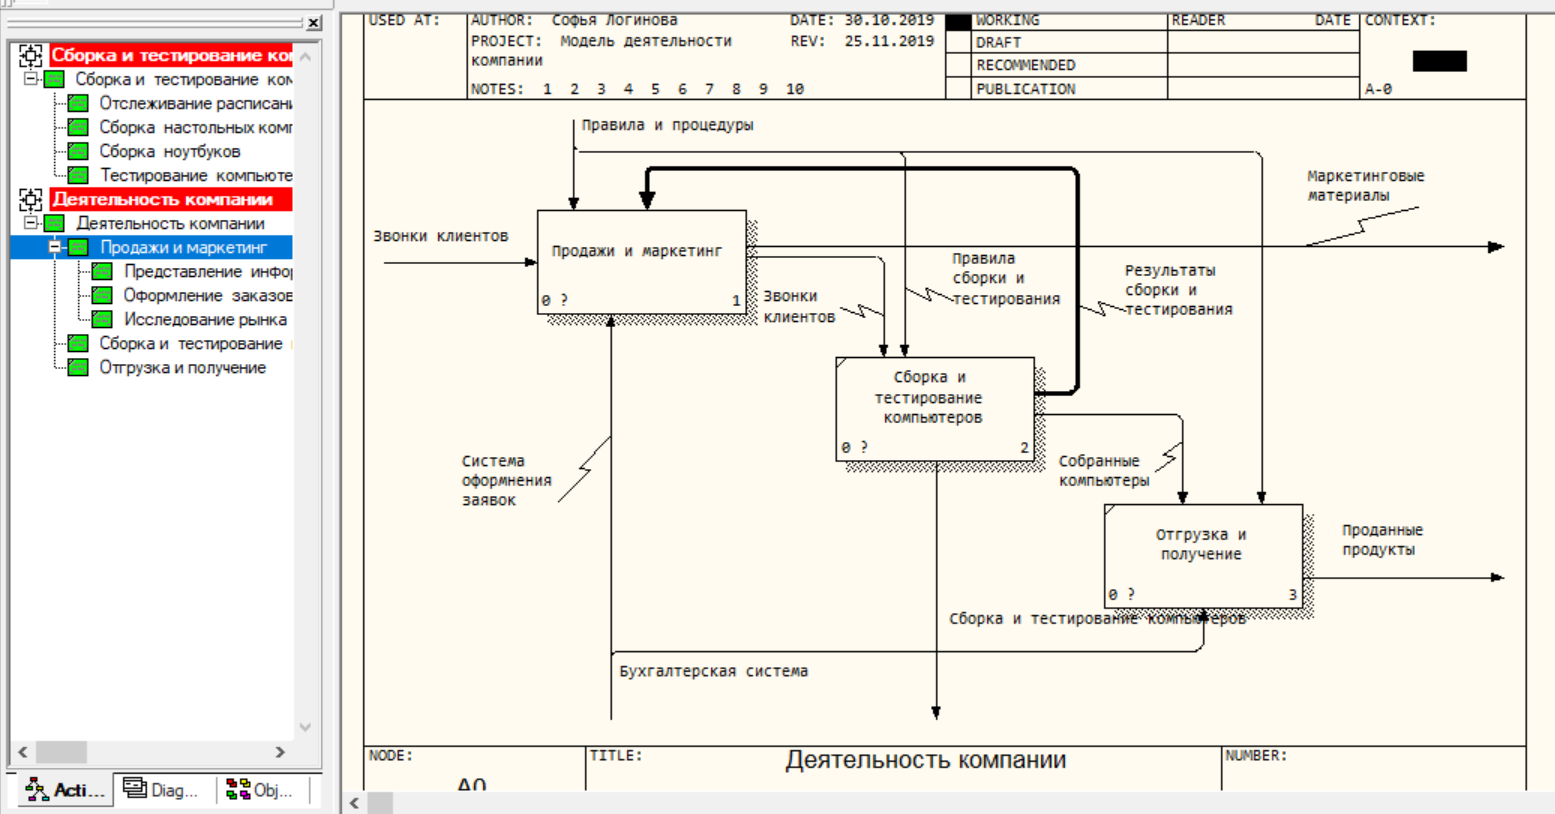 Сборка и тестирование ко
Сборка и тестирование ком
Отслеживание расписан
Сборка настольных комп
Сборка ноутбуков
Тестирование компьюте
Деятельность компании
Деятельность компании
Продажи и маркетинг
Представление инфо
Оформление заказов
Исследование рынка
Сборка и тестирование
Отгрузка и получение
Acti...
Diag...
Obj...
USED AT:
AUTHOR: Софья Логинова
DATE: 30.10.2019
PROJECT: Модель деятельности
компании
REV: 25.11.2019
NOTES: 1 2 3 4 5 6 7 8 9 10
WORKING
DRAFT
RECOMMENDED
PUBLICATION
READER
DATE
CONTEXT:
A-0
Правила и процедуры
Маркетинговые
материалы
Звонки клиентов
Продажи и маркетинг
0 ?
1
Звонки
клиентов
Правила
сборки и
тестирования
Результаты
сборки и
тестирования
Сборка и
тестирование
компьютеров
0 ?
2
Система
оформнения
заявок
Собранные
компьютеры
Отгрузка и
получение
0 ?
3
Проданные
продукты
Сборка и тестирование компьютеров
Бухгалтерская система
NODE:
A0
TITLE:
Деятельность компании
NUMBER: